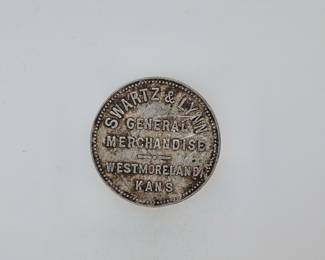 SWARTZ & LYNN
GENERAL
MERCHANDISE
WESTMORELAND,
KANS